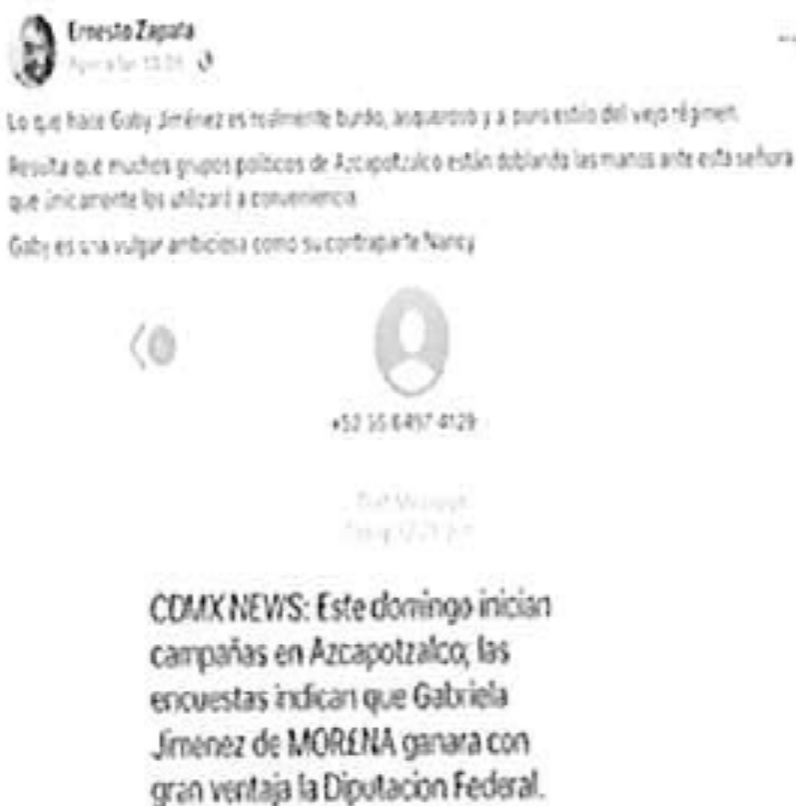 Ernesto Zapata
Lo que hace Gaby Jiménez es realmente burdo, asqueroso y a puro estilo del viejo régimen.
Resulta que muchos grupos políticos de Azcapotzalco están doblando las manos ante esta señora
que únicamente los utilizará a conveniencia
Gaby es una vulgar ambiciosa como su contraparte Nancy
CDMX NEWS: Este domingo inician
campañas en Azcapotzalco; las
encuestas indican que Gabriela
Jimenez de MORENA ganara con
gran ventaja la Diputacion Federal.